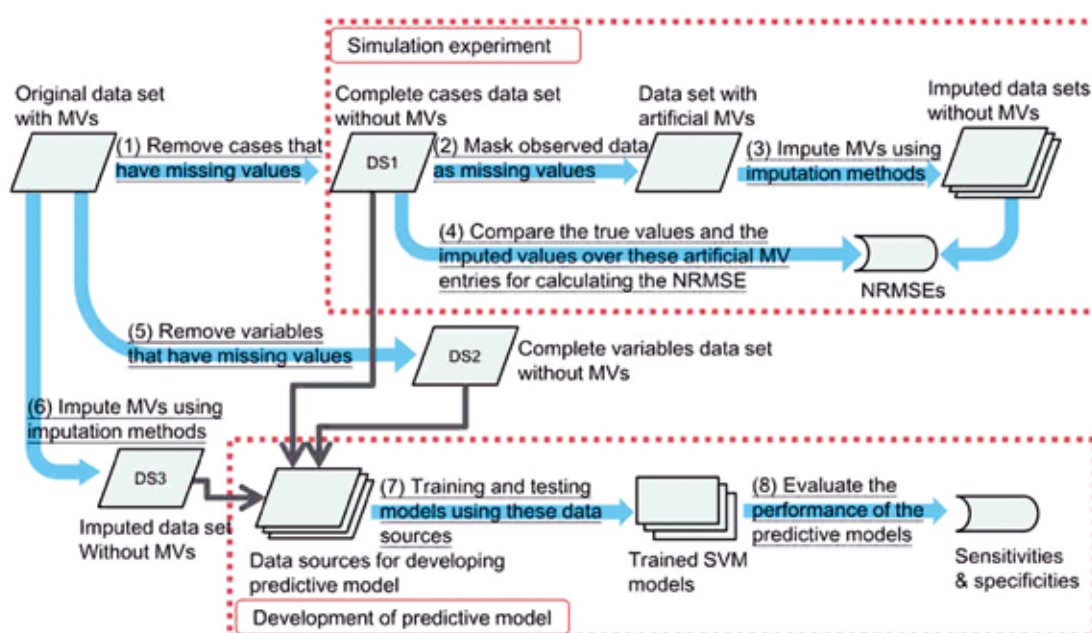 Simulation experiment
Original data set
with MVs
Complete cases data set
without MVs
Data set with
artificial MVs
Imputed data sets
without MVs
(1) Remove cases that
have missing values
DS1
(2) Mask observed data
as missing values
(3) Impute MVs using
imputation methods
(4) Compare the true values and the
imputed values over these artificial MV
entries for calculating the NRMSE
NRMSEs
(5) Remove variables
that have missing values
DS2
Complete variables data set
without MVs
(6) Impute MVs using
imputation methods
DS3
Imputed data set
Without MVs
(7) Training and testing
models using these data
sources
(8) Evaluate the
performance of the
predictive models
Data sources for developing
predictive model
Trained SVM
models
Sensitivities
& specificities
Development of predictive model